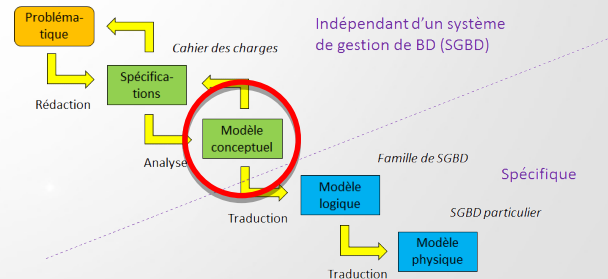 Probléma-
tique
Indépendant d'un système
de gestion de BD (SGBD)
Cahier des charges
Rédaction
Spécifica-
tions
Modèle
conceptuel
Analyse
Famille de SGBD
Spécifique
Modèle
logique
Traduction
SGBD particulier
Modèle
physique
Traduction